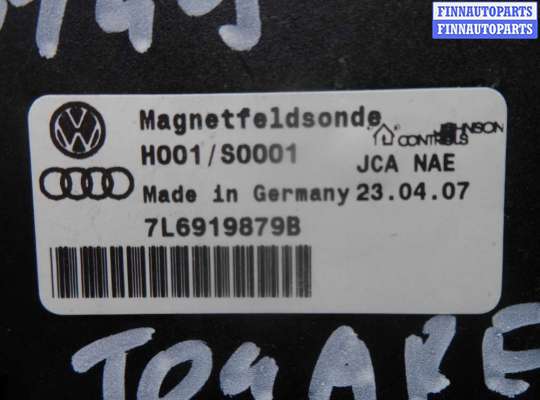 FINNAUTOPARTS
FINNAUTOPARTS
Magnetfeldsonde
H001/S0001
JOHNSON
CONTROLS
JCA NAE
Made in Germany 23.04.07
7L6919879B
TOUARE